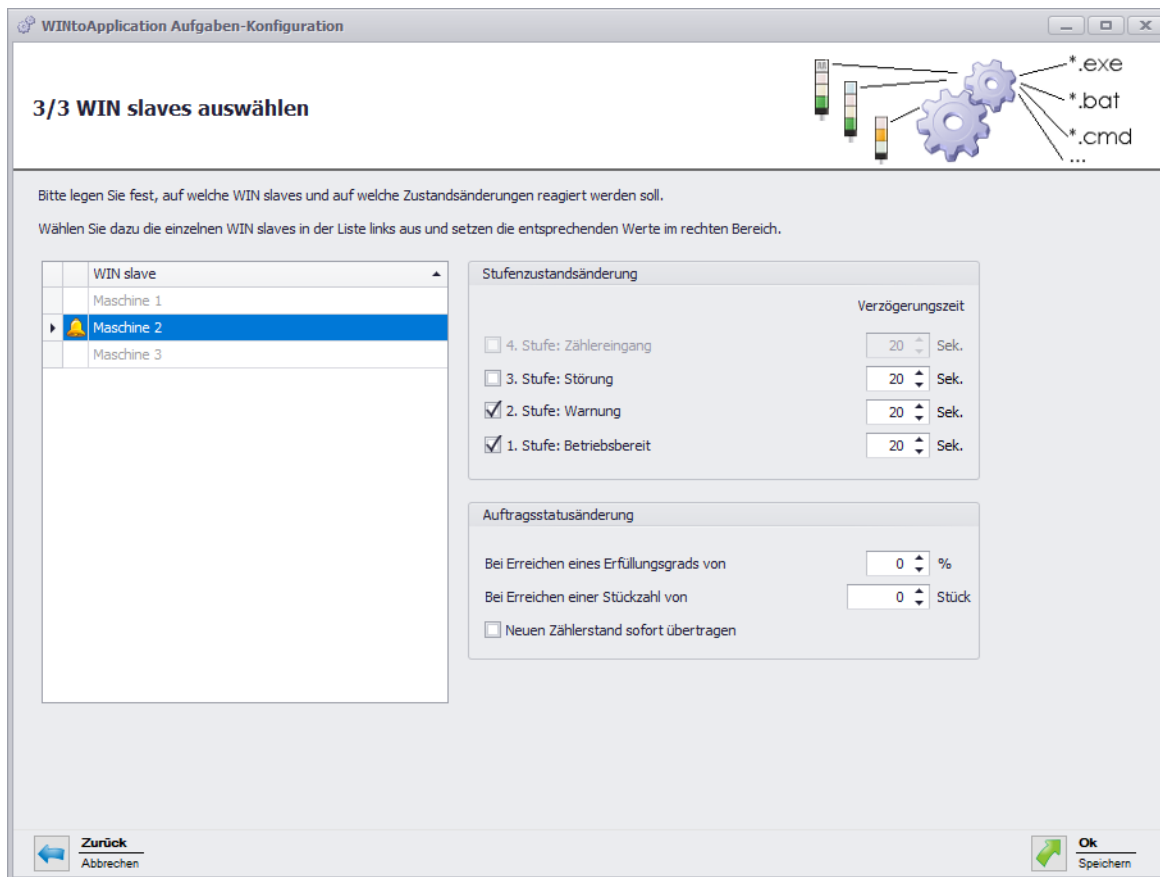 WINtoApplication Aufgaben-Konfiguration
3/3 WIN slaves auswählen
*.exe
*.bat
*.cmd
...
Bitte legen Sie fest, auf welche WIN slaves und auf welche Zustandsänderungen reagiert werden soll.
Wählen Sie dazu die einzelnen WIN slaves in der Liste links aus und setzen die entsprechenden Werte im rechten Bereich.
WIN slave
Maschine 1
Maschine 2
Maschine 3
Stufenzustandsänderung
Verzögerungszeit
4. Stufe: Zählereingang 20 Sek.
3. Stufe: Störung 20 Sek.
2. Stufe: Warnung 20 Sek.
1. Stufe: Betriebsbereit 20 Sek.
Auftragsstatusänderung
Bei Erreichen eines Erfüllungsgrads von 0 %
Bei Erreichen einer Stückzahl von 0 Stück
Neuen Zählerstand sofort übertragen
Zurück
Abbrechen
Ok
Speichern